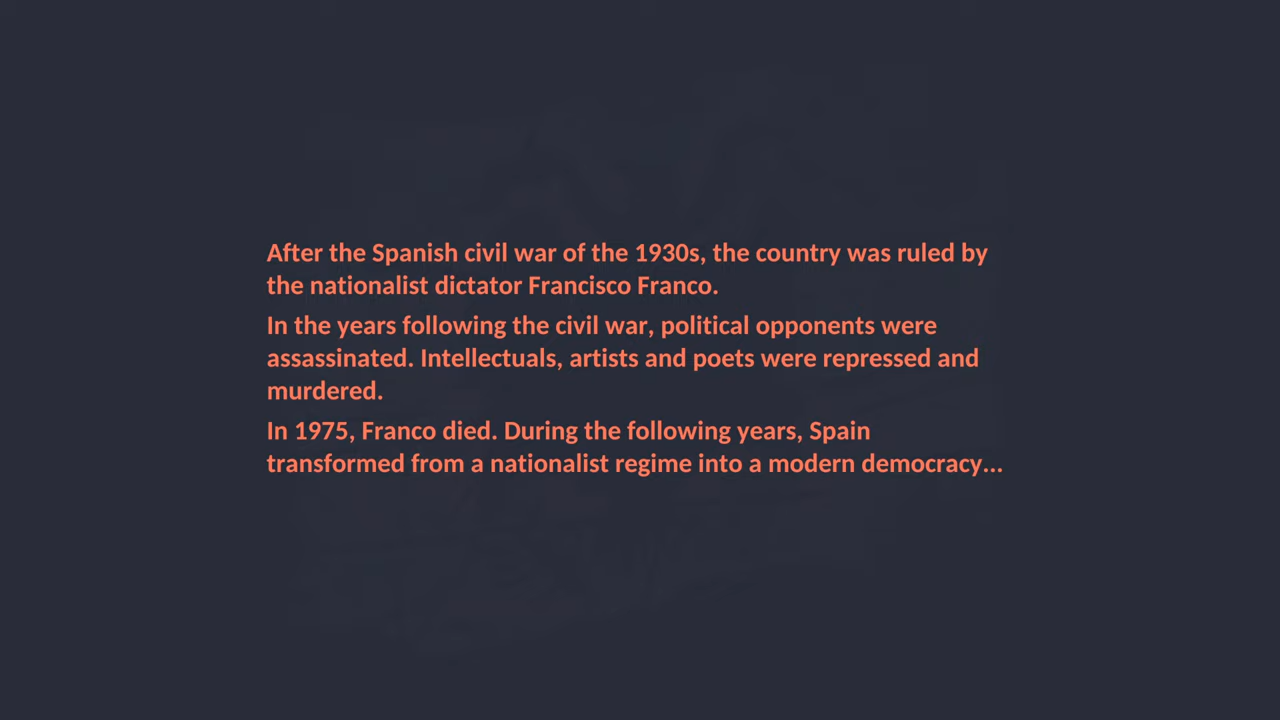 After the Spanish civil war of the 1930s, the country was ruled by
the nationalist dictator Francisco Franco.
In the years following the civil war, political opponents were
assassinated. Intellectuals, artists and poets were repressed and
murdered.
In 1975, Franco died. During the following years, Spain
transformed from a nationalist regime into a modern democracy...